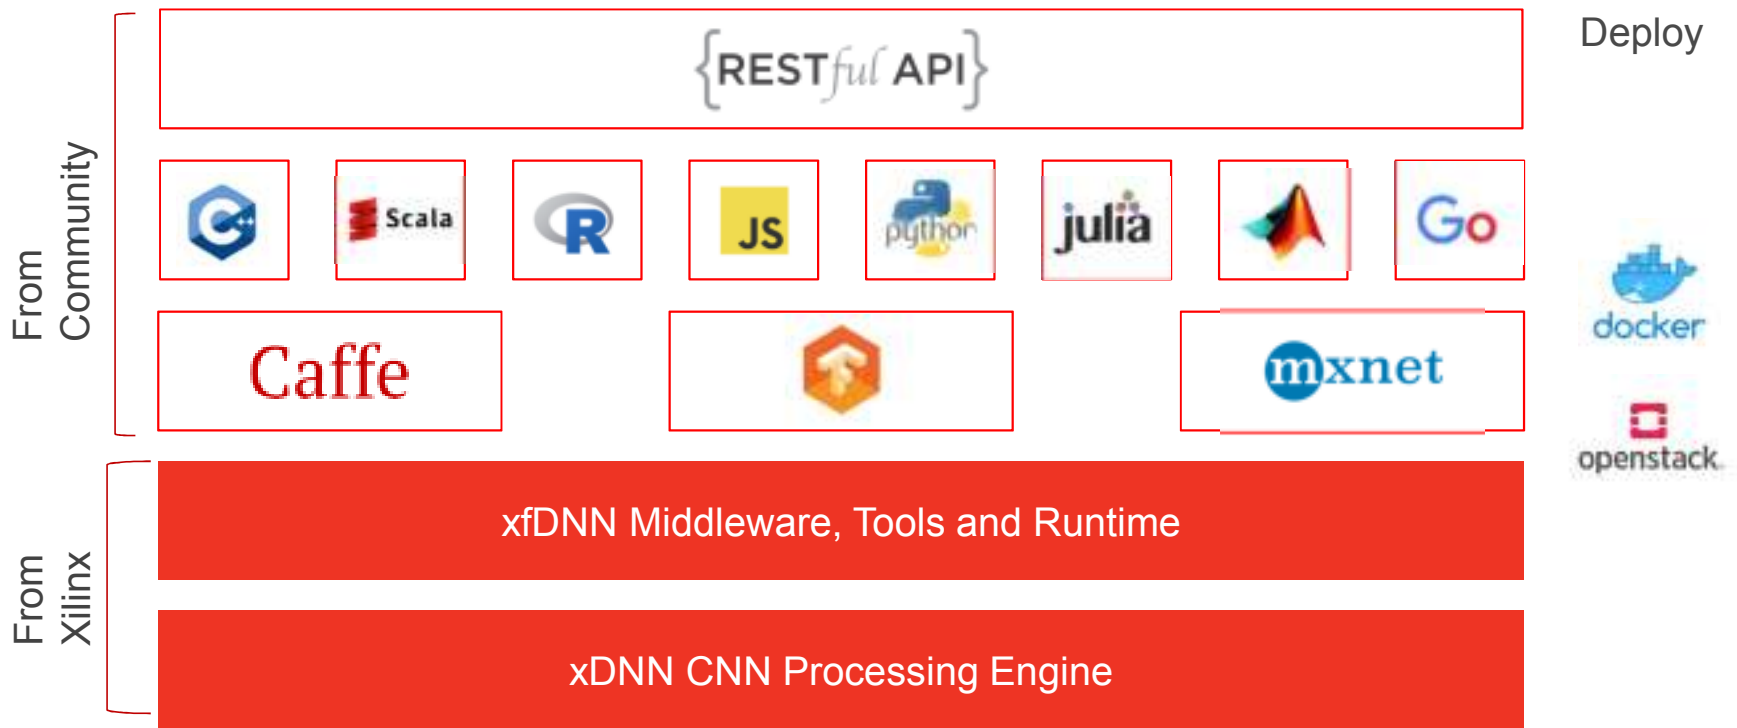 {RESTful API}
Deploy
From
Community
C++
Scala
R
JS
python
julia
Go
docker
Caffe
mxnet
openstack.
From
Xilinx
xfDNN Middleware, Tools and Runtime
xDNN CNN Processing Engine